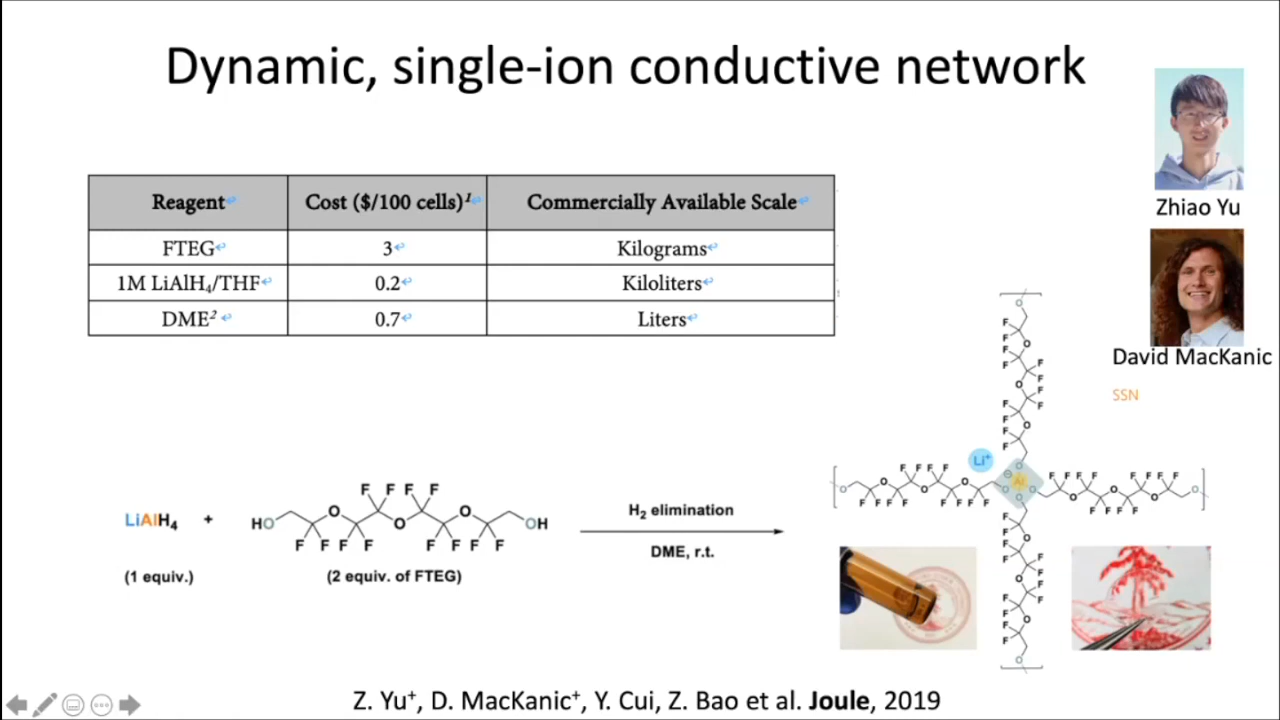 Dynamic, single-ion conductive network
Zhiao Yu
David MacKanic
SSN
Reagent Cost ($/100 cells)¹ Commercially Available Scale
FTEG 3 Kilograms
1M LiAlH₄/THF 0.2 Kiloliters
DME² 0.7 Liters
LiAlH₄ + HO F F F F O O O F F F F F F F F OH
H₂ elimination
DME, r.t.
(1 equiv.) (2 equiv. of FTEG)
Li⁺
Al
Z. Yu⁺, D. MacKanic⁺, Y. Cui, Z. Bao et al. Joule, 2019